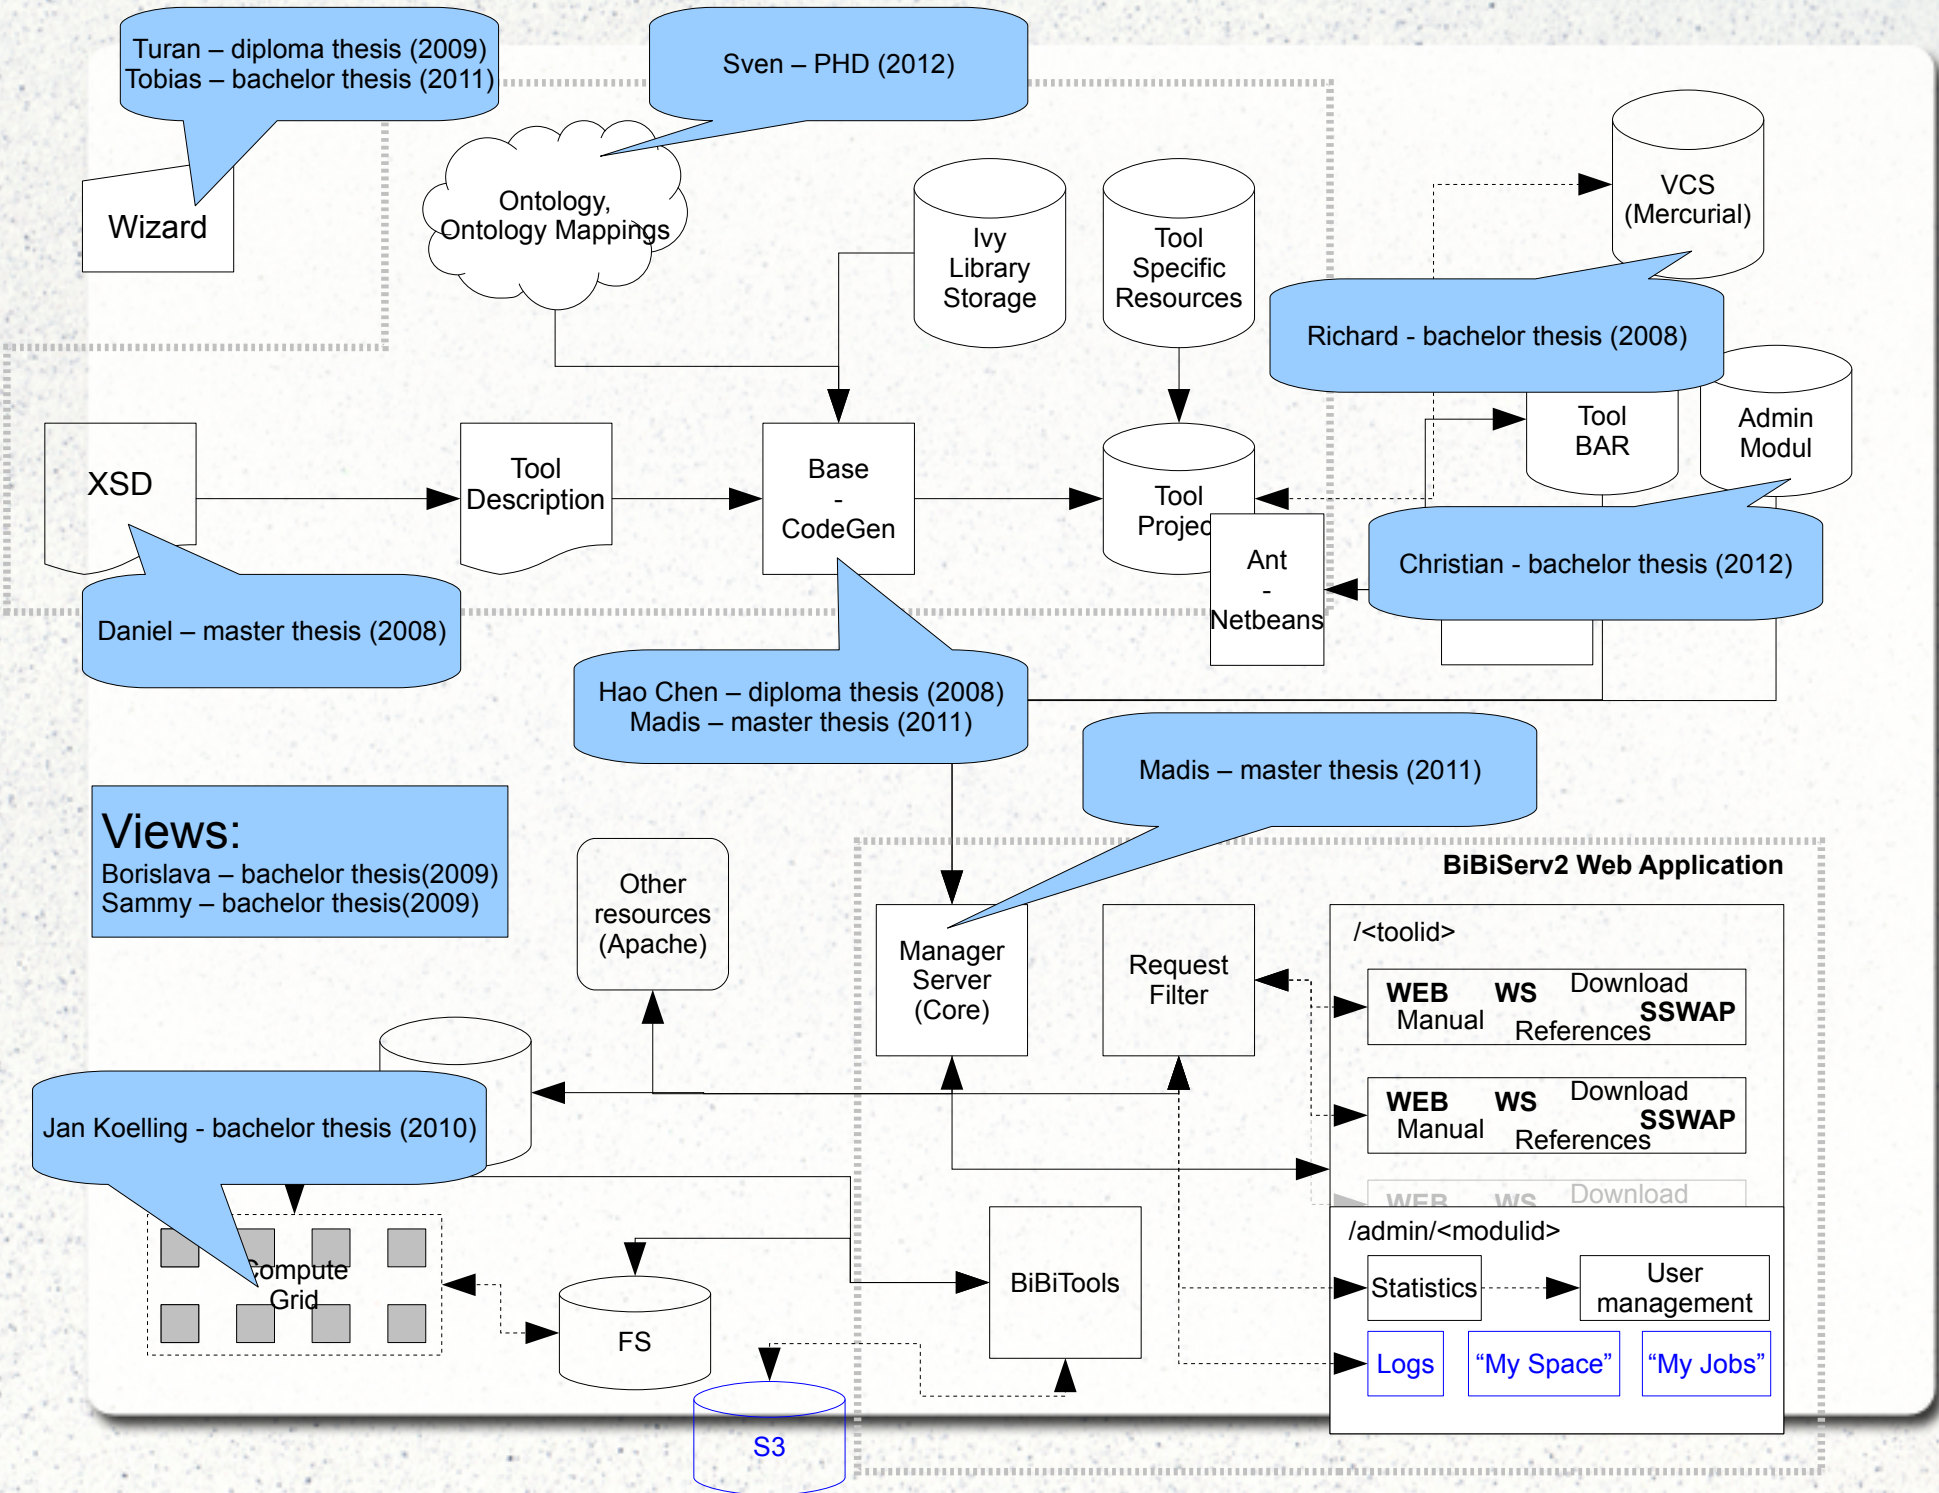 Turan – diploma thesis (2009)
Tobias – bachelor thesis (2011)
Sven – PHD (2012)
Wizard
Ontology,
Ontology Mappings
Ivy
Library
Storage
Tool
Specific
Resources
VCS
(Mercurial)
Richard - bachelor thesis (2008)
XSD
Tool
Description
Base
-
CodeGen
Tool
Projec
Tool
BAR
Admin
Modul
Ant
-
Netbeans
Christian - bachelor thesis (2012)
Daniel – master thesis (2008)
Hao Chen – diploma thesis (2008)
Madis – master thesis (2011)
Madis – master thesis (2011)
Views:
Borislava – bachelor thesis(2009)
Sammy – bachelor thesis(2009)
Other
resources
(Apache)
BiBiServ2 Web Application
Manager
Server
(Core)
Request
Filter
/<toolid>
WEB WS Download
Manual References SSWAP
WEB WS Download
Manual References SSWAP
WEB WS Download
Jan Koelling - bachelor thesis (2010)
Compute
Grid
FS
S3
BiBiTools
/admin/<modulid>
Statistics
User
management
Logs
“My Space”
“My Jobs”